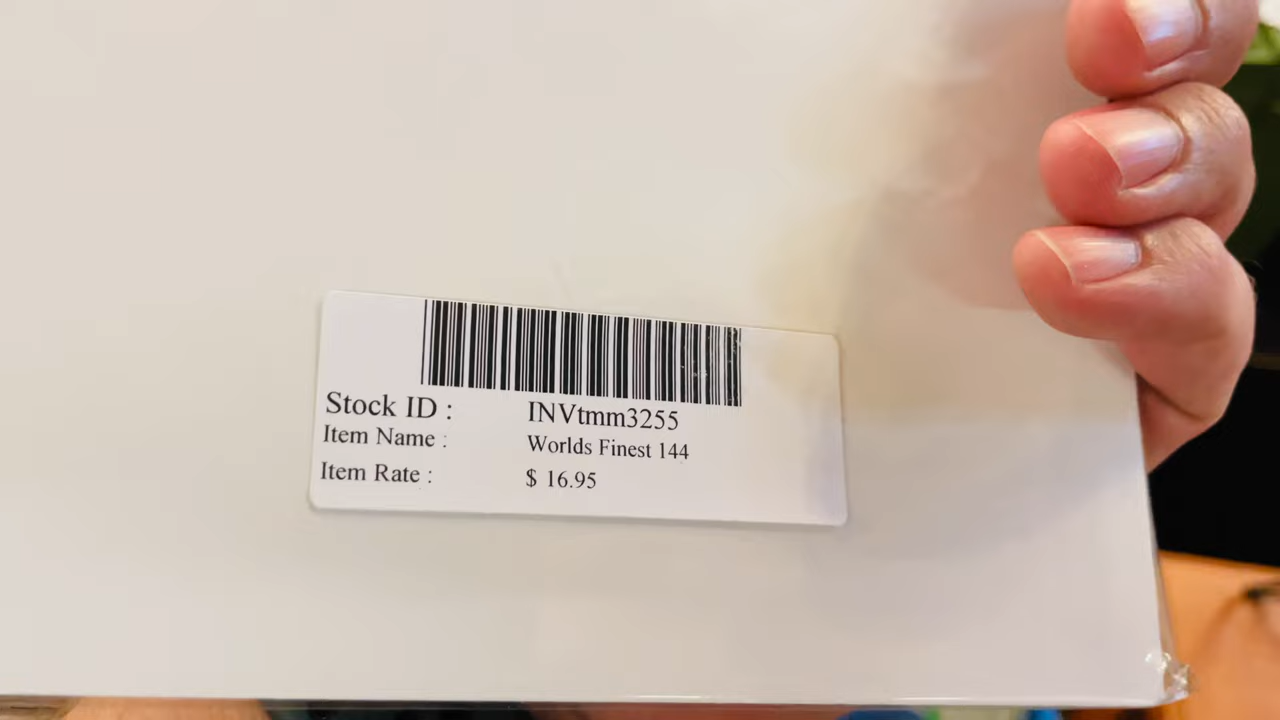 Stock ID : INVtmm3255
Item Name : Worlds Finest 144
Item Rate : $ 16.95